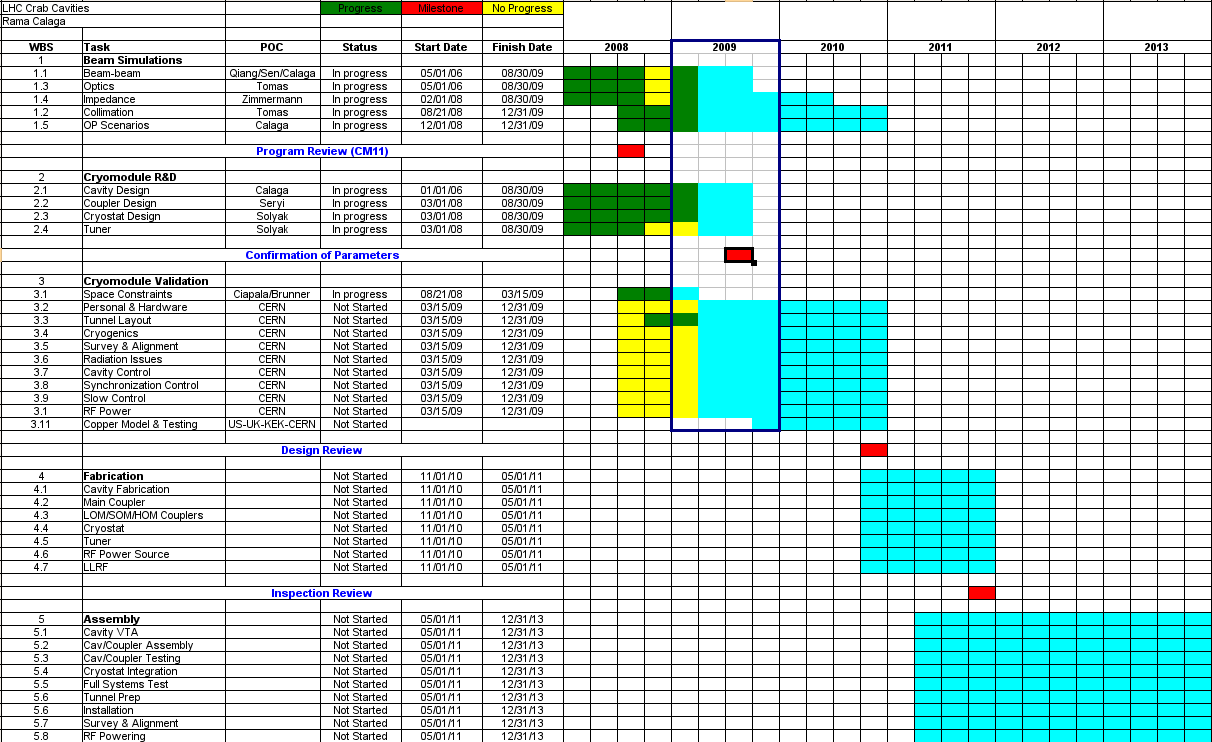 LHC Crab Cavities Progress Milestone No Progress
Rama Calaga
WBS Task POC Status Start Date Finish Date 2008 2009 2010 2011 2012 2013
1 Beam Simulations
1.1 Beam-beam Qiang/Sen/Calaga In progress 05/01/06 08/30/09
1.3 Optics Tomas In progress 05/01/06 08/30/09
1.4 Impedance Zimmermann In progress 02/01/08 08/30/09
1.2 Collimation Tomas In progress 08/21/08 12/31/09
1.5 OP Scenarios Calaga In progress 12/01/08 12/31/09
Program Review (CM11)
2 Cryomodule R&D
2.1 Cavity Design Calaga In progress 01/01/06 08/30/09
2.2 Coupler Design Seryi In progress 03/01/08 08/30/09
2.3 Cryostat Design Solyak In progress 03/01/08 08/30/09
2.4 Tuner Solyak In progress 03/01/08 08/30/09
Confirmation of Parameters
3 Cryomodule Validation
3.1 Space Constraints Ciapala/Brunner In progress 08/21/08 03/15/09
3.2 Personal & Hardware CERN Not Started 03/15/09 12/31/09
3.3 Tunnel Layout CERN Not Started 03/15/09 12/31/09
3.4 Cryogenics CERN Not Started 03/15/09 12/31/09
3.5 Survey & Alignment CERN Not Started 03/15/09 12/31/09
3.6 Radiation Issues CERN Not Started 03/15/09 12/31/09
3.7 Cavity Control CERN Not Started 03/15/09 12/31/09
3.8 Synchronization Control CERN Not Started 03/15/09 12/31/09
3.9 Slow Control CERN Not Started 03/15/09 12/31/09
3.1 RF Power CERN Not Started 03/15/09 12/31/09
3.11 Copper Model & Testing US-UK-KEK-CERN Not Started
Design Review
4 Fabrication Not Started 11/01/10 05/01/11
4.1 Cavity Fabrication Not Started 11/01/10 05/01/11
4.2 Main Coupler Not Started 11/01/10 05/01/11
4.3 LOM/SOM/HOM Couplers Not Started 11/01/10 05/01/11
4.4 Cryostat Not Started 11/01/10 05/01/11
4.5 Tuner Not Started 11/01/10 05/01/11
4.6 RF Power Source Not Started 11/01/10 05/01/11
4.7 LLRF Not Started 11/01/10 05/01/11
Inspection Review
5 Assembly Not Started 05/01/11 12/31/13
5.1 Cavity VTA Not Started 05/01/11 12/31/13
5.2 Cav/Coupler Assembly Not Started 05/01/11 12/31/13
5.3 Cav/Coupler Testing Not Started 05/01/11 12/31/13
5.4 Cryostat Integration Not Started 05/01/11 12/31/13
5.5 Full Systems Test Not Started 05/01/11 12/31/13
5.6 Tunnel Prep Not Started 05/01/11 12/31/13
5.6 Installation Not Started 05/01/11 12/31/13
5.7 Survey & Alignment Not Started 05/01/11 12/31/13
5.8 RF Powering Not Started 05/01/11 12/31/13